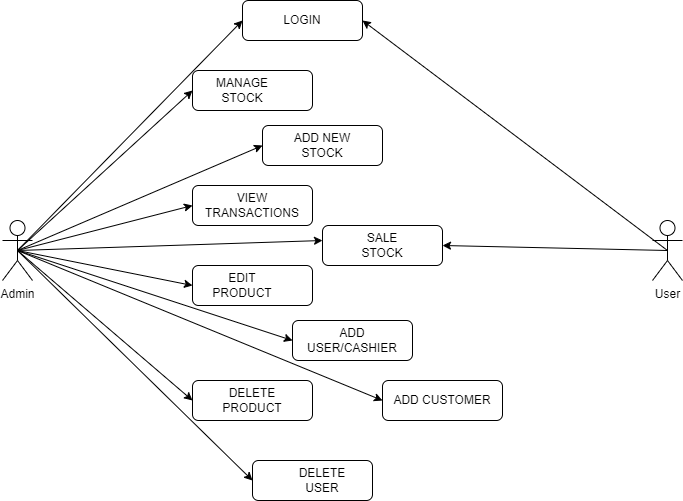 LOGIN
MANAGE
STOCK
ADD NEW
STOCK
VIEW
TRANSACTIONS
SALE
STOCK
Admin
User
EDIT
PRODUCT
ADD
USER/CASHIER
DELETE
PRODUCT
ADD CUSTOMER
DELETE
USER